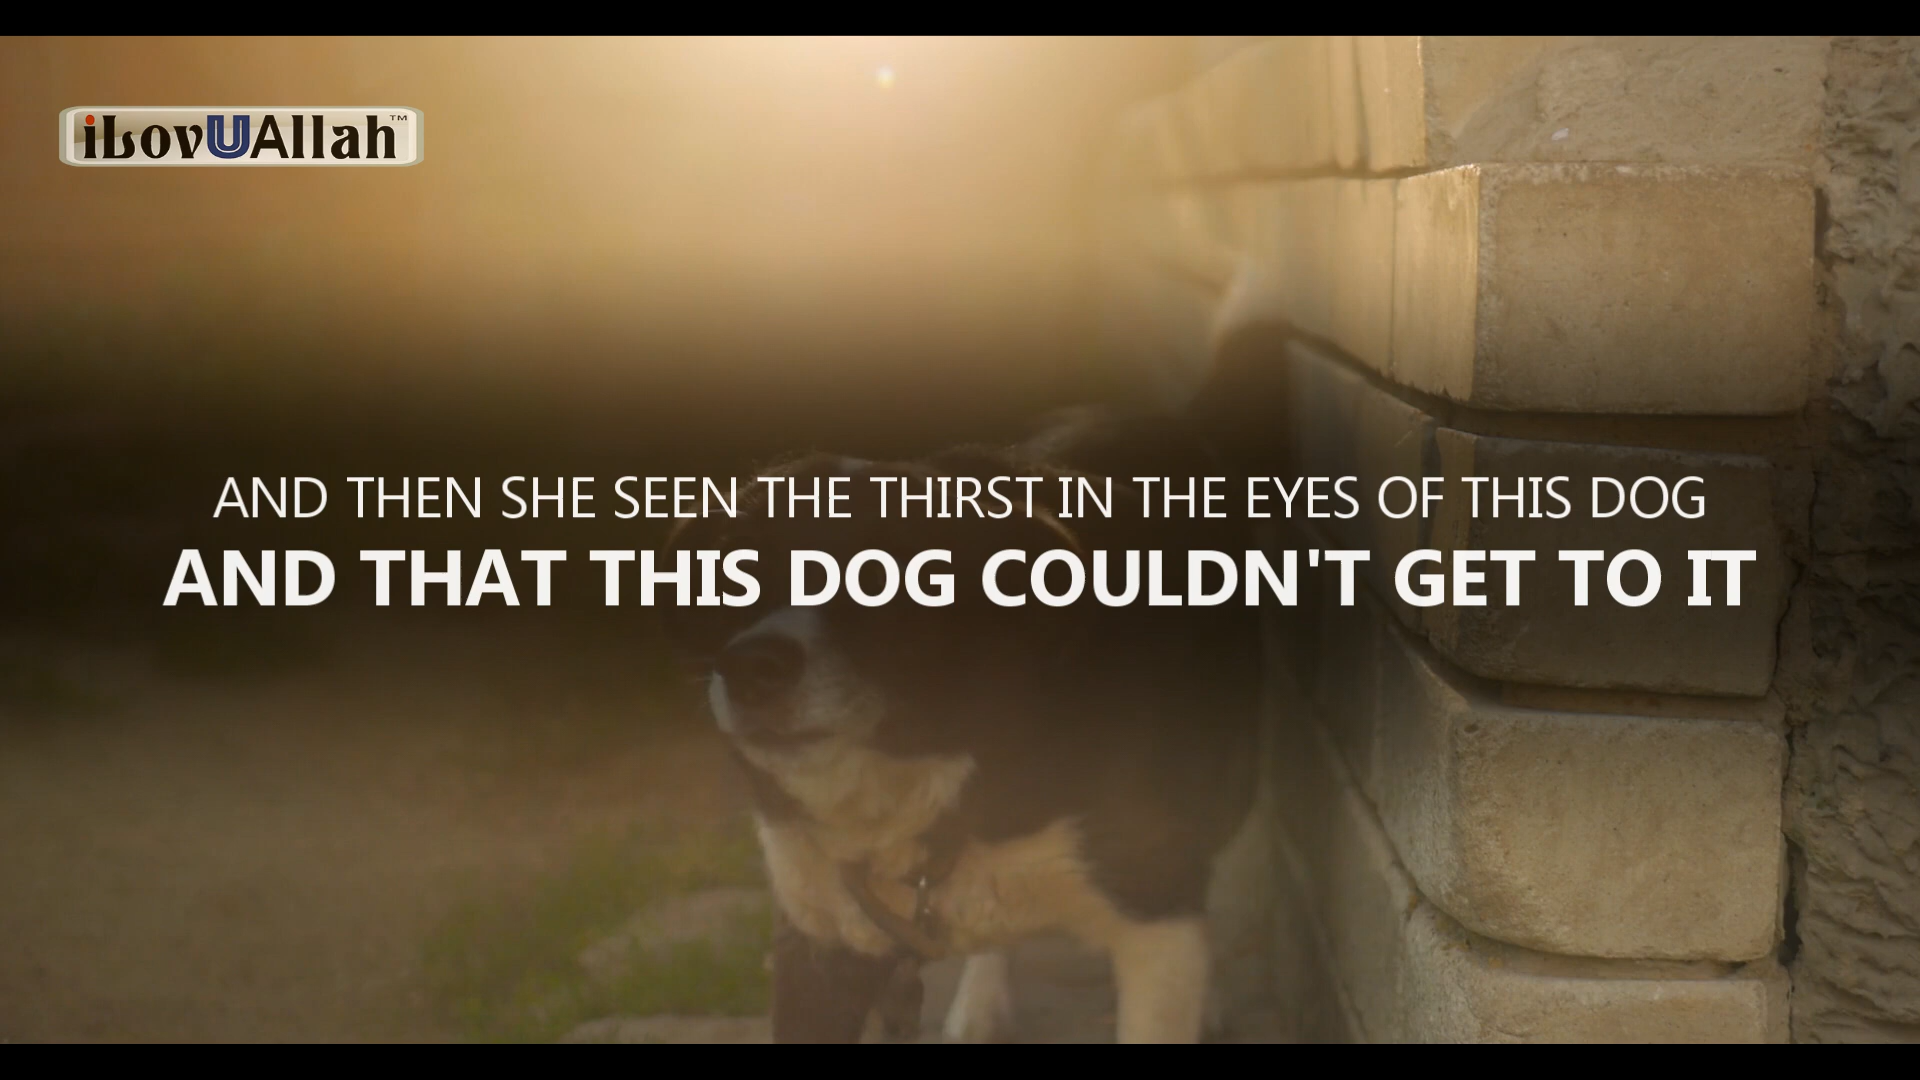 iLovUAllah™
AND THEN SHE SEEN THE THIRST IN THE EYES OF THIS DOG
AND THAT THIS DOG COULDN'T GET TO IT